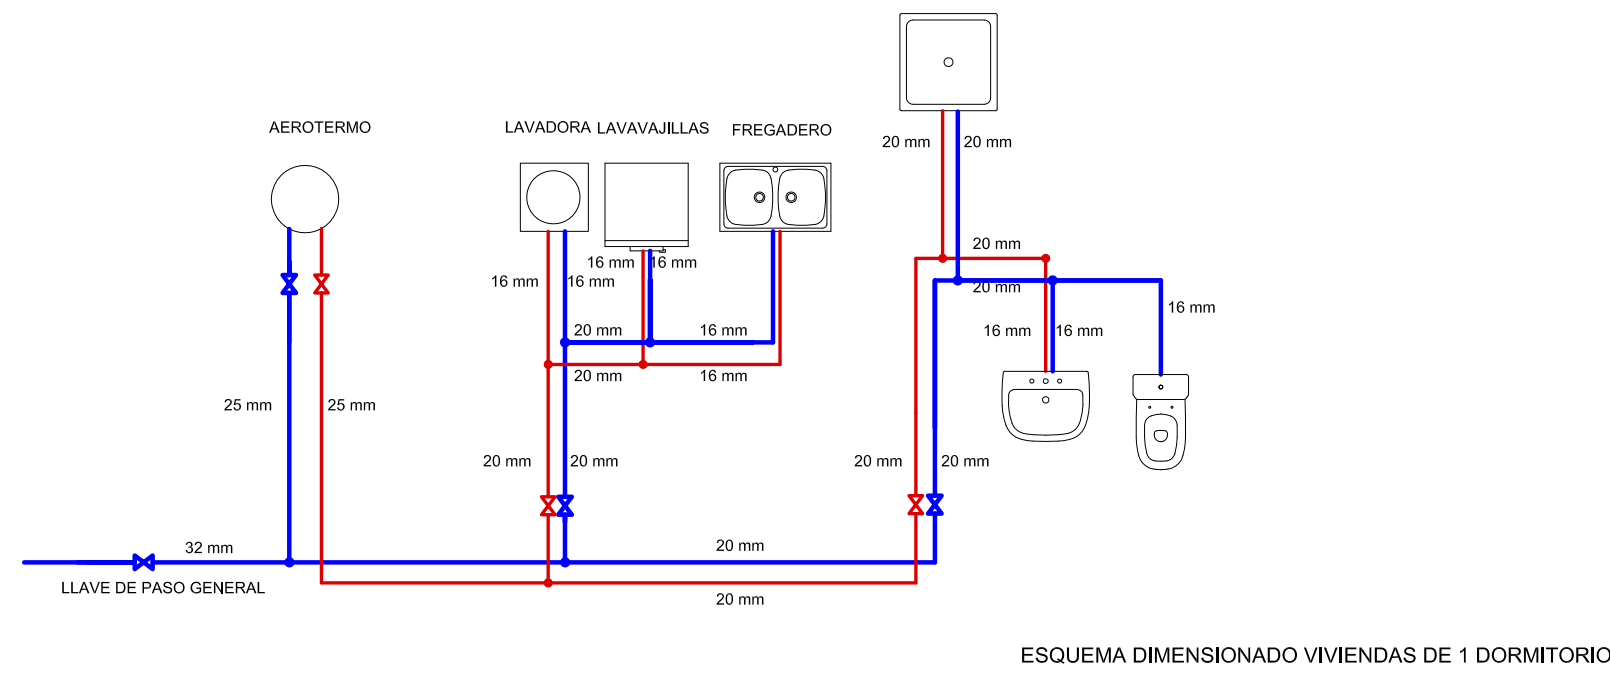 20 mm 20 mm
AEROTERMO
LAVADORA LAVAVAJILLAS FREGADERO
20 mm
16 mm 16 mm
16 mm 16 mm
20 mm
16 mm
20 mm 16 mm
16 mm 16 mm
20 mm 16 mm
25 mm 25 mm
20 mm 20 mm
20 mm 20 mm
32 mm
20 mm
LLAVE DE PASO GENERAL
20 mm
ESQUEMA DIMENSIONADO VIVIENDAS DE 1 DORMITORIO